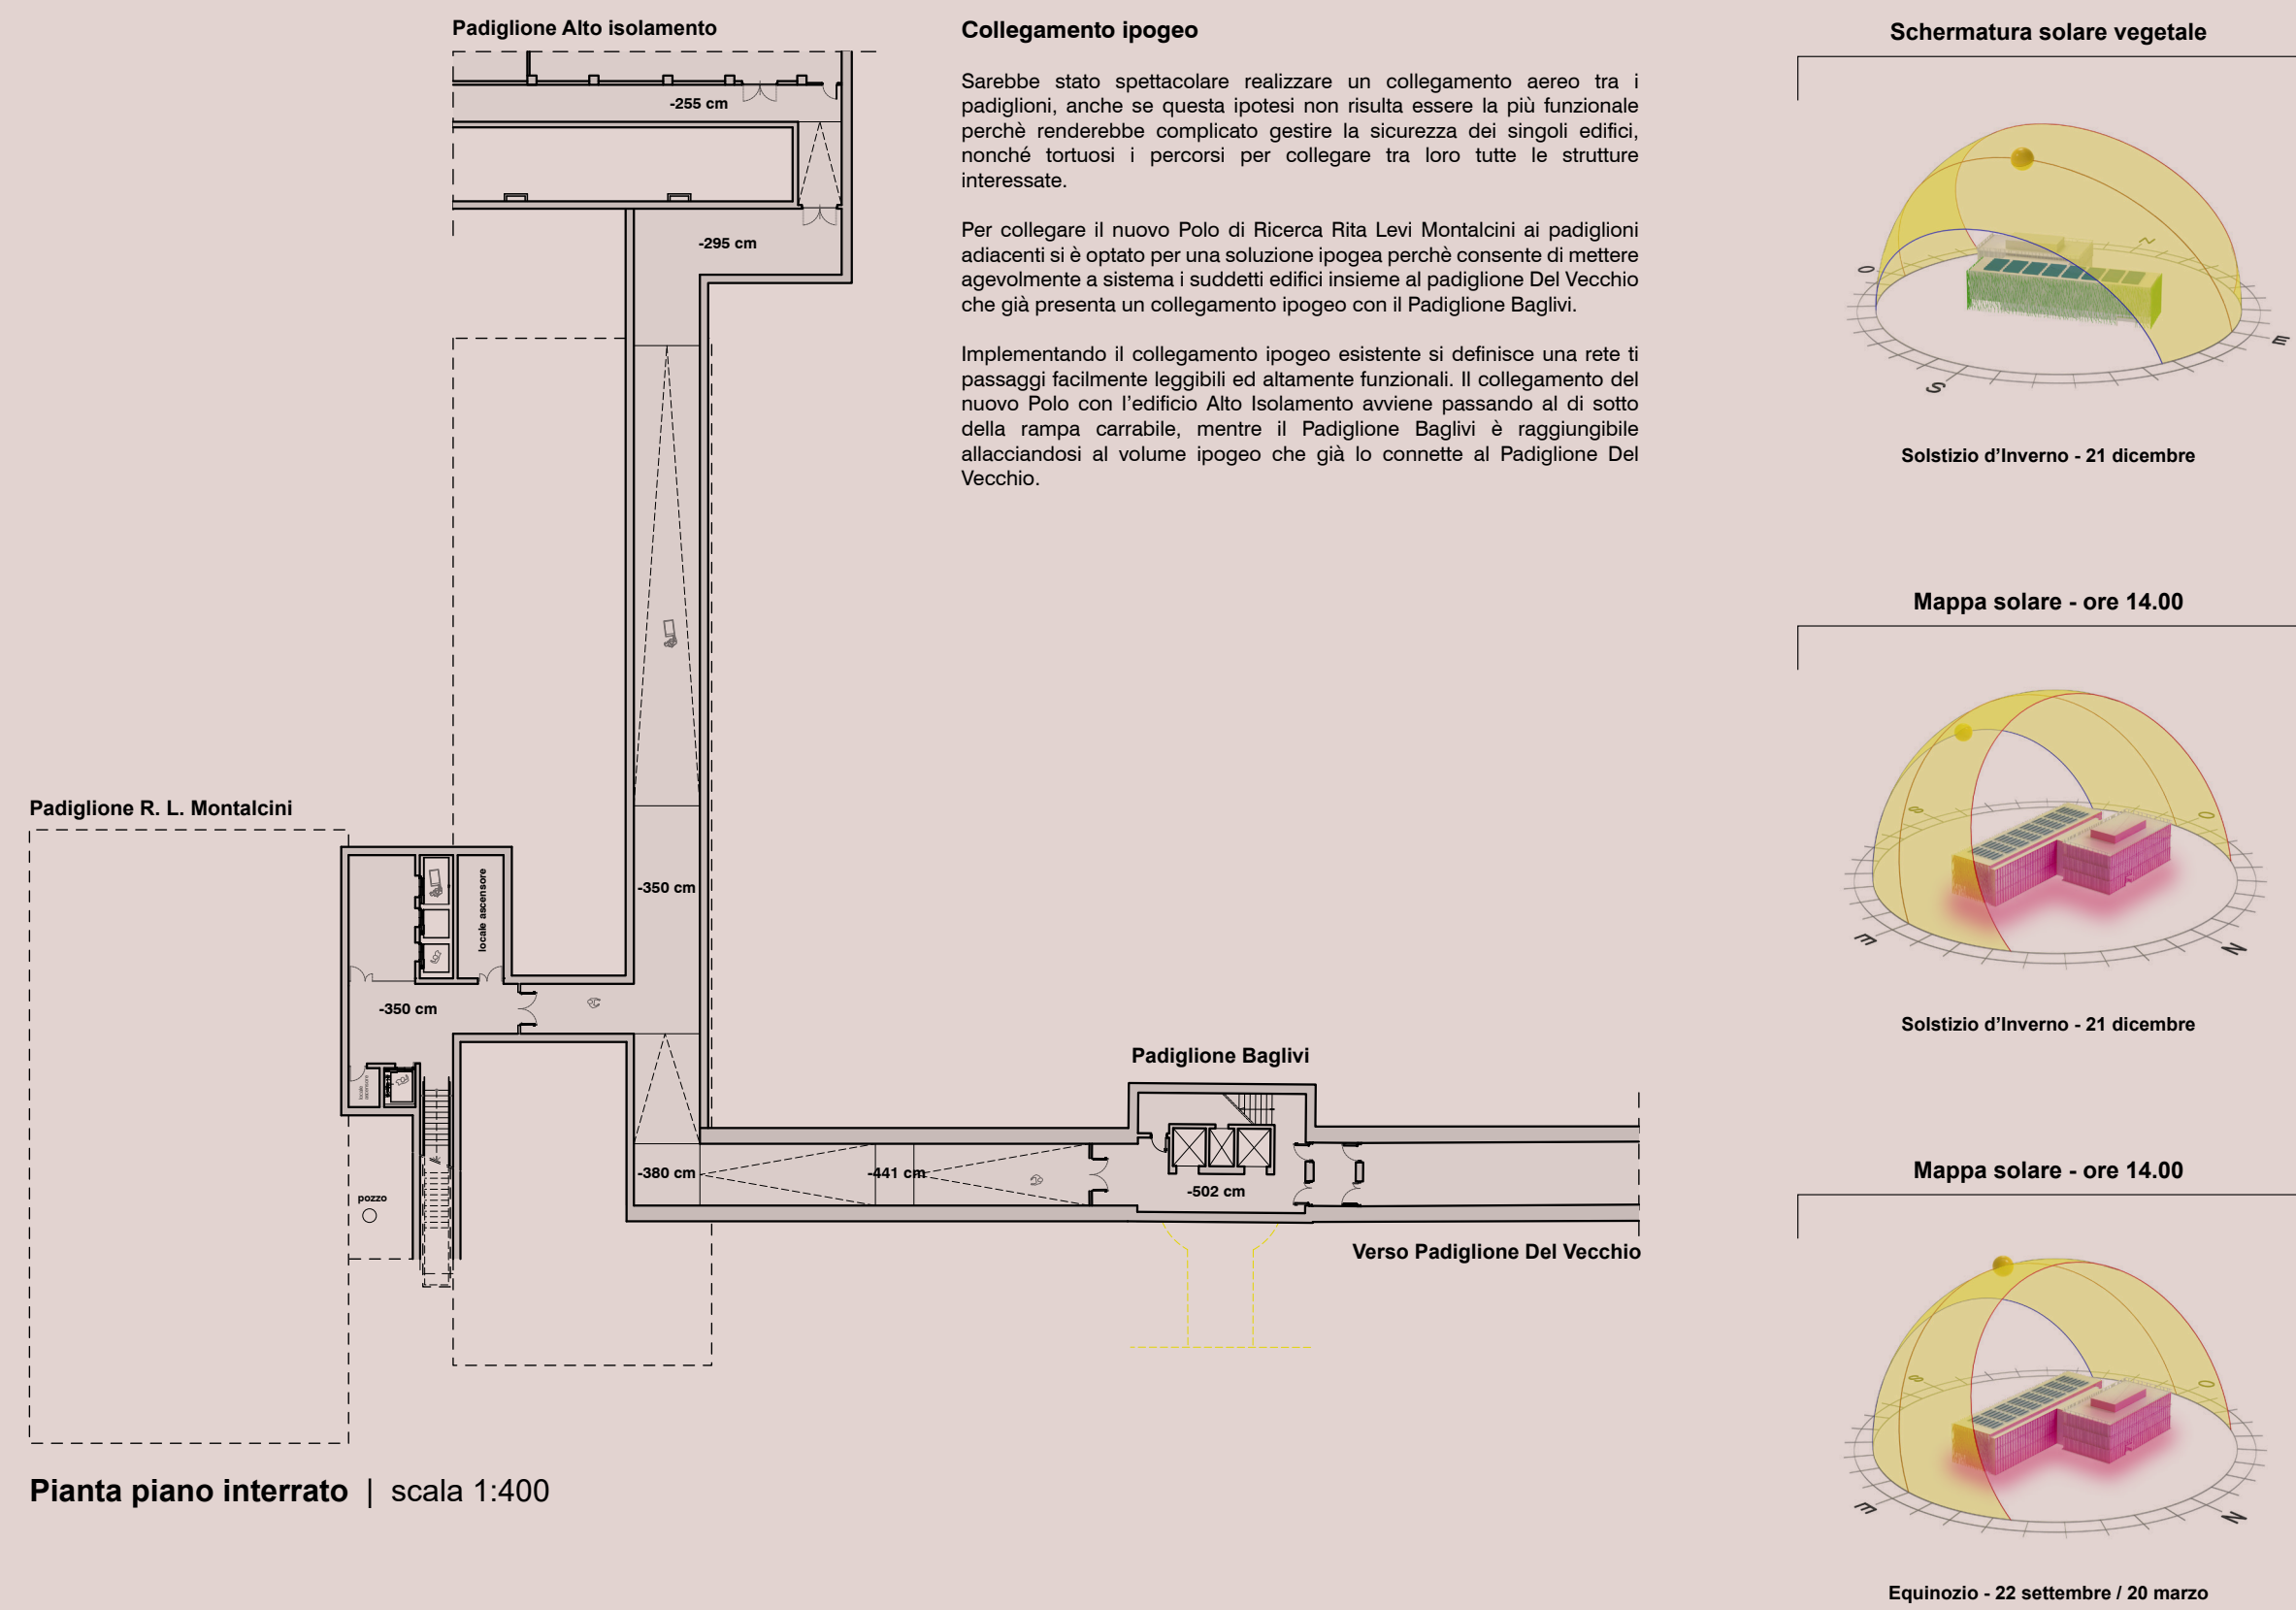 Padiglione Alto isolamento
-255 cm
-295 cm
-350 cm
Padiglione R. L. Montalcini
locale ascensore
-350 cm
locale
ascensore
pozzo
-380 cm
-441 cm
Padiglione Baglivi
-502 cm
Verso Padiglione Del Vecchio
Pianta piano interrato | scala 1:400
Collegamento ipogeo
Sarebbe stato spettacolare realizzare un collegamento aereo tra i
padiglioni, anche se questa ipotesi non risulta essere la più funzionale
perchè renderebbe complicato gestire la sicurezza dei singoli edifici,
nonché tortuosi i percorsi per collegare tra loro tutte le strutture
interessate.
Per collegare il nuovo Polo di Ricerca Rita Levi Montalcini ai padiglioni
adiacenti si è optato per una soluzione ipogea perchè consente di mettere
agevolmente a sistema i suddetti edifici insieme al padiglione Del Vecchio
che già presenta un collegamento ipogeo con il Padiglione Baglivi.
Implementando il collegamento ipogeo esistente si definisce una rete ti
passaggi facilmente leggibili ed altamente funzionali. Il collegamento del
nuovo Polo con l'edificio Alto Isolamento avviene passando al di sotto
della rampa carrabile, mentre il Padiglione Baglivi è raggiungibile
allacciandosi al volume ipogeo che già lo connette al Padiglione Del
Vecchio.
Schermatura solare vegetale
O
N
E
S
Solstizio d'Inverno - 21 dicembre
Mappa solare - ore 14.00
S
O
E
N
Solstizio d'Inverno - 21 dicembre
Mappa solare - ore 14.00
S
O
E
N
Equinozio - 22 settembre / 20 marzo